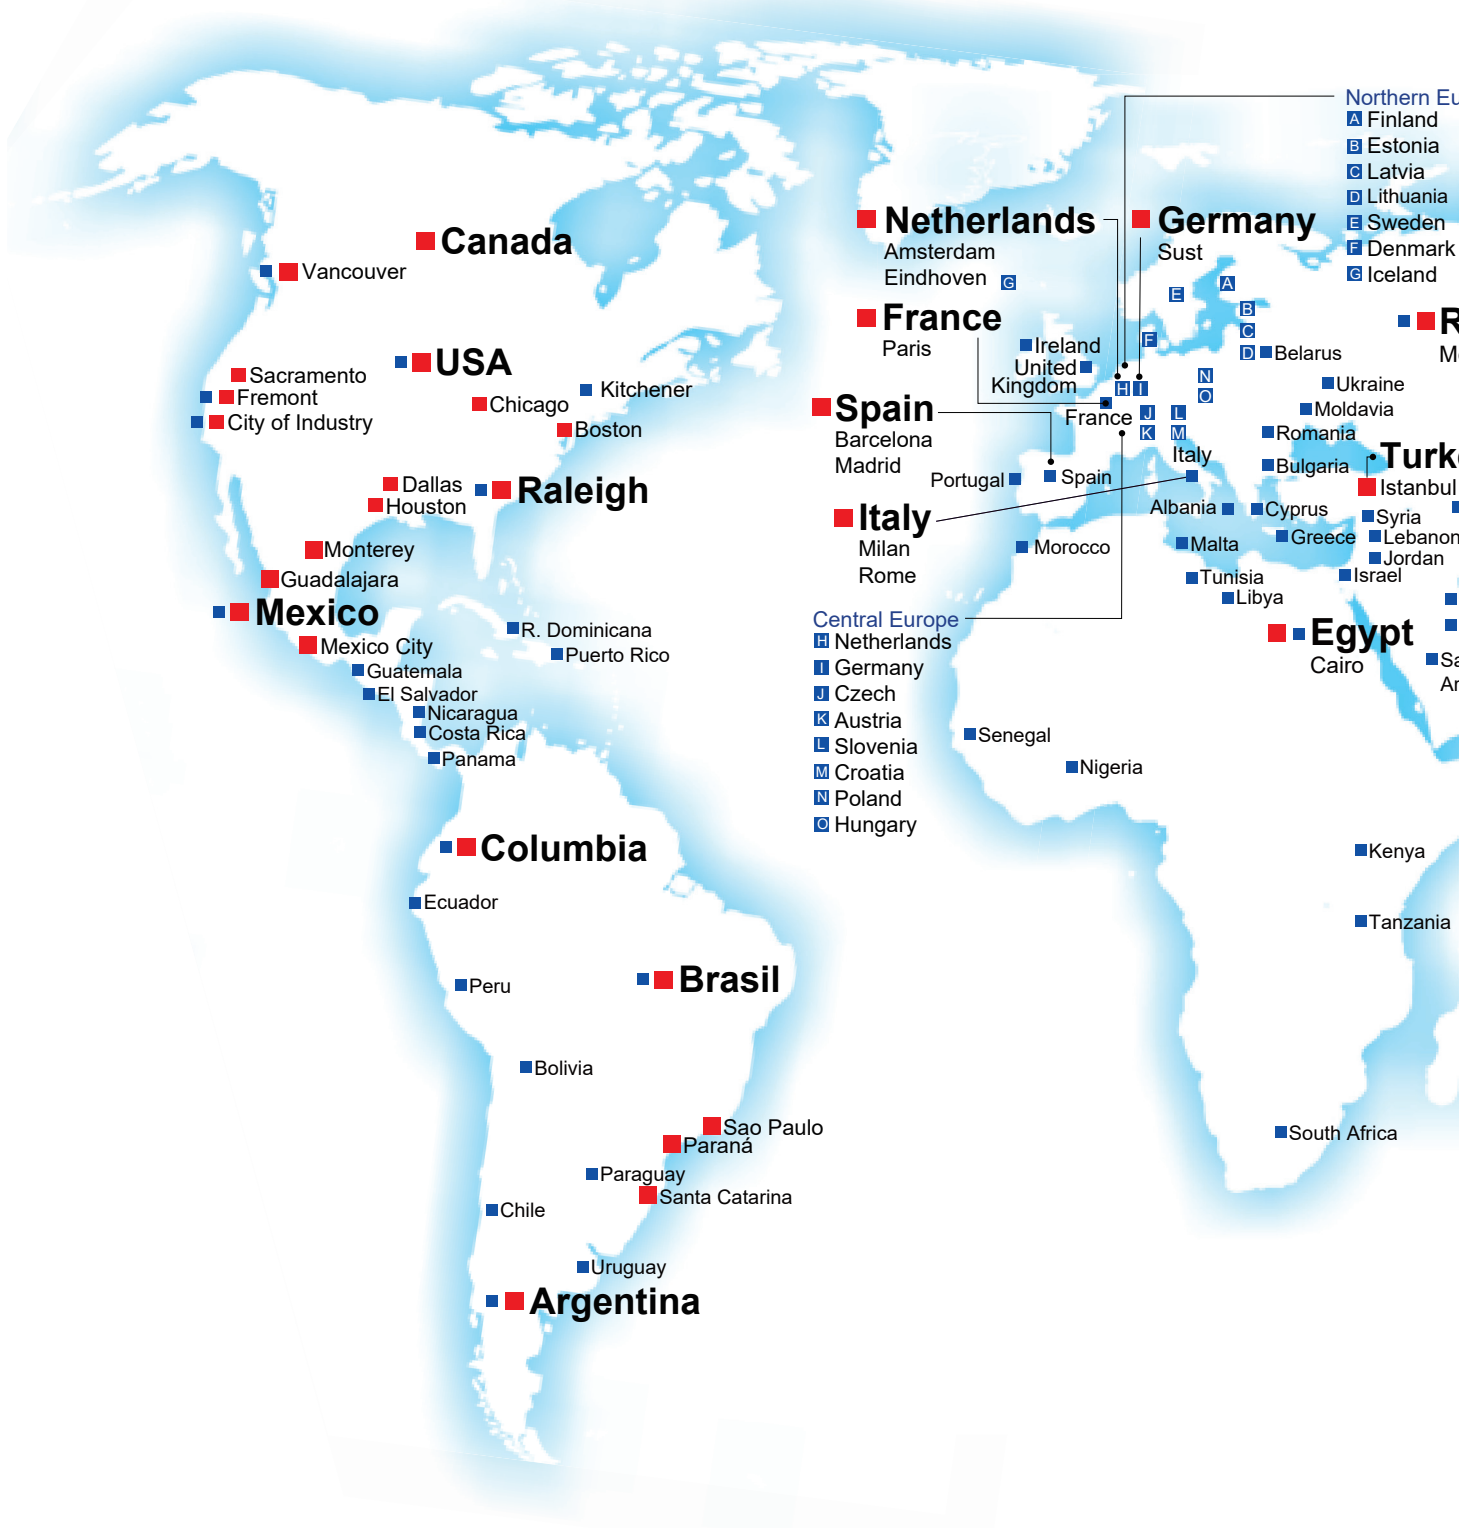 Canada
Vancouver
USA
Sacramento
Fremont
City of Industry
Kitchener
Chicago
Boston
Dallas
Houston
Raleigh
Monterey
Guadalajara
Mexico
Mexico City
R. Dominicana
Puerto Rico
Guatemala
El Salvador
Nicaragua
Costa Rica
Panama
Columbia
Ecuador
Peru
Brasil
Bolivia
Sao Paulo
Paraná
Paraguay
Santa Catarina
Chile
Uruguay
Argentina
Netherlands
Amsterdam
Eindhoven
G
France
Paris
Spain
Barcelona
Madrid
Italy
Milan
Rome
Central Europe
H Netherlands
I Germany
J Czech
K Austria
L Slovenia
M Croatia
N Poland
O Hungary
Germany
Sust
Northern Eu
A Finland
B Estonia
C Latvia
D Lithuania
E Sweden
F Denmark
G Iceland
A
E
B
C
F
D
Ireland
United
Kingdom
Belarus
N
O
H I
France
J L
K M
Ukraine
Moldavia
Romania
Bulgaria
Italy
Portugal
Spain
Turk
Istanbul
Albania
Cyprus
Syria
Greece
Lebanon
Jordan
Malta
Morocco
Israel
Tunisia
Libya
Egypt
Cairo
R
M
Sa
Ar
Senegal
Nigeria
Kenya
Tanzania
South Africa